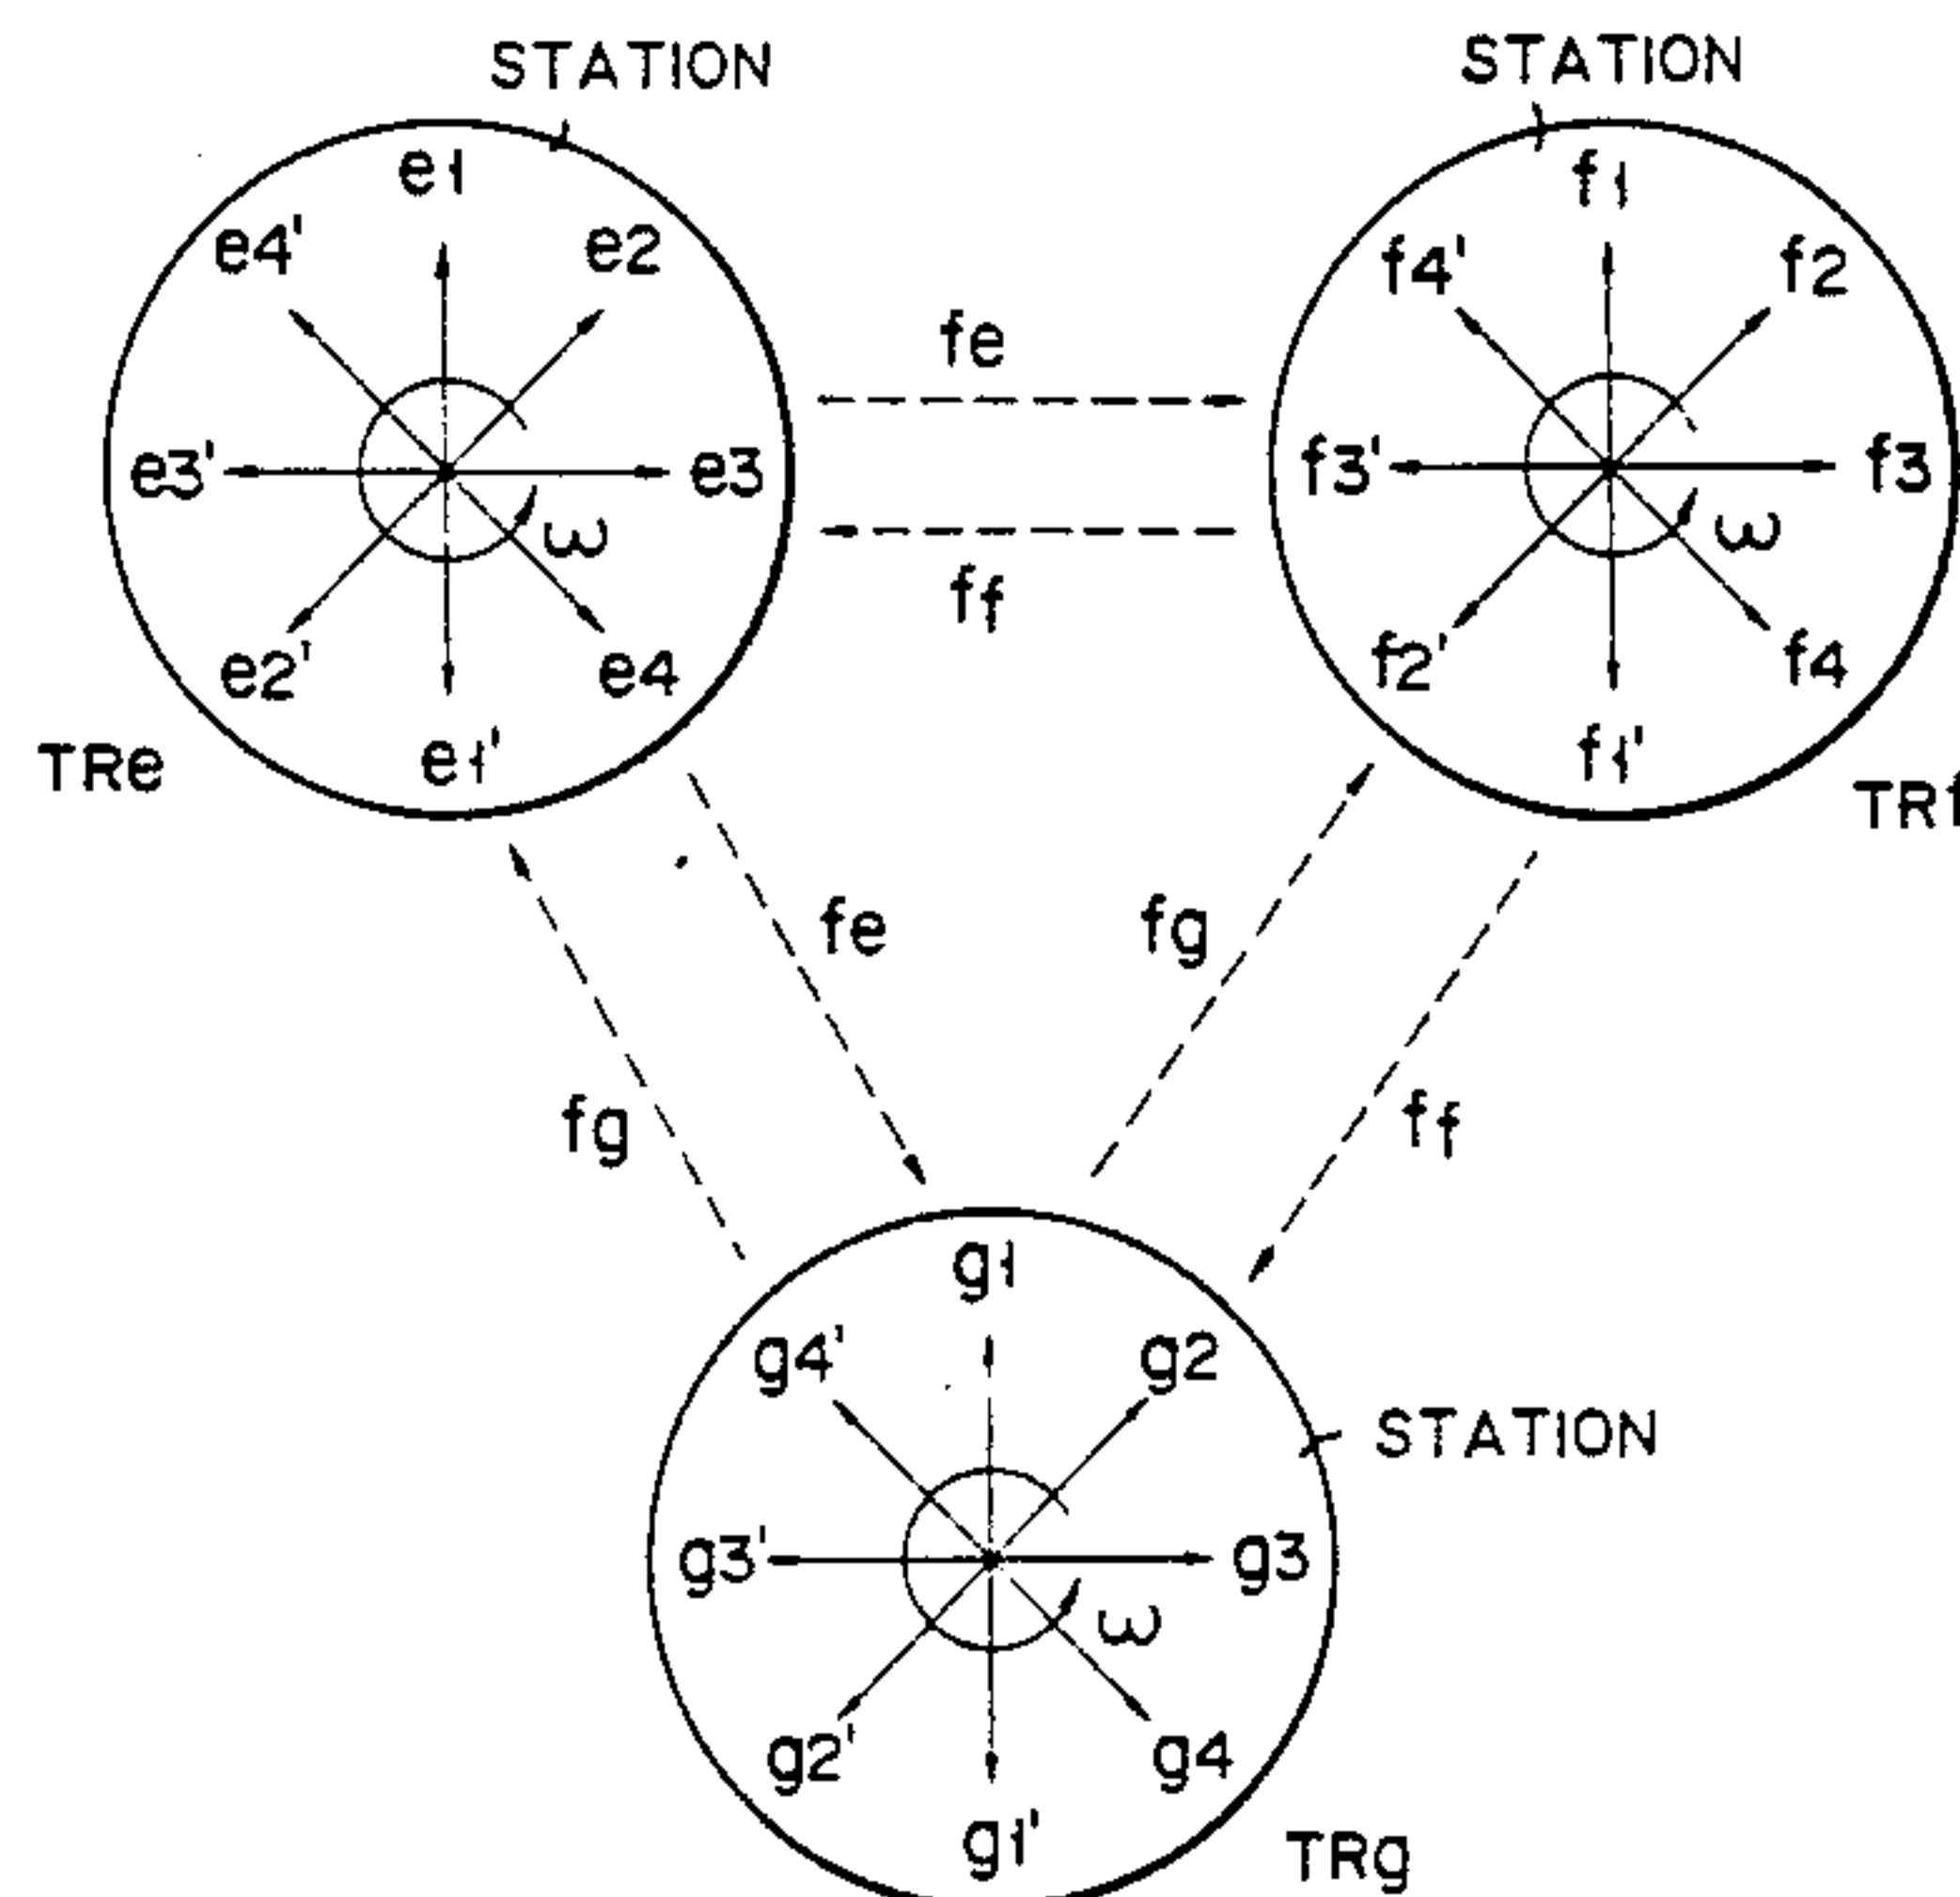 STATION STATION
e1 f1
e4' e2 f4' f2
fe
e3' e3 f3' f3
ω ω
ff
e2' e4 f2' f4
e1' f1'
TRe TRf
fe fg
fg ff
g1
g4' g2
STATION
g3' g3
ω
g2' g4
g1' TRg